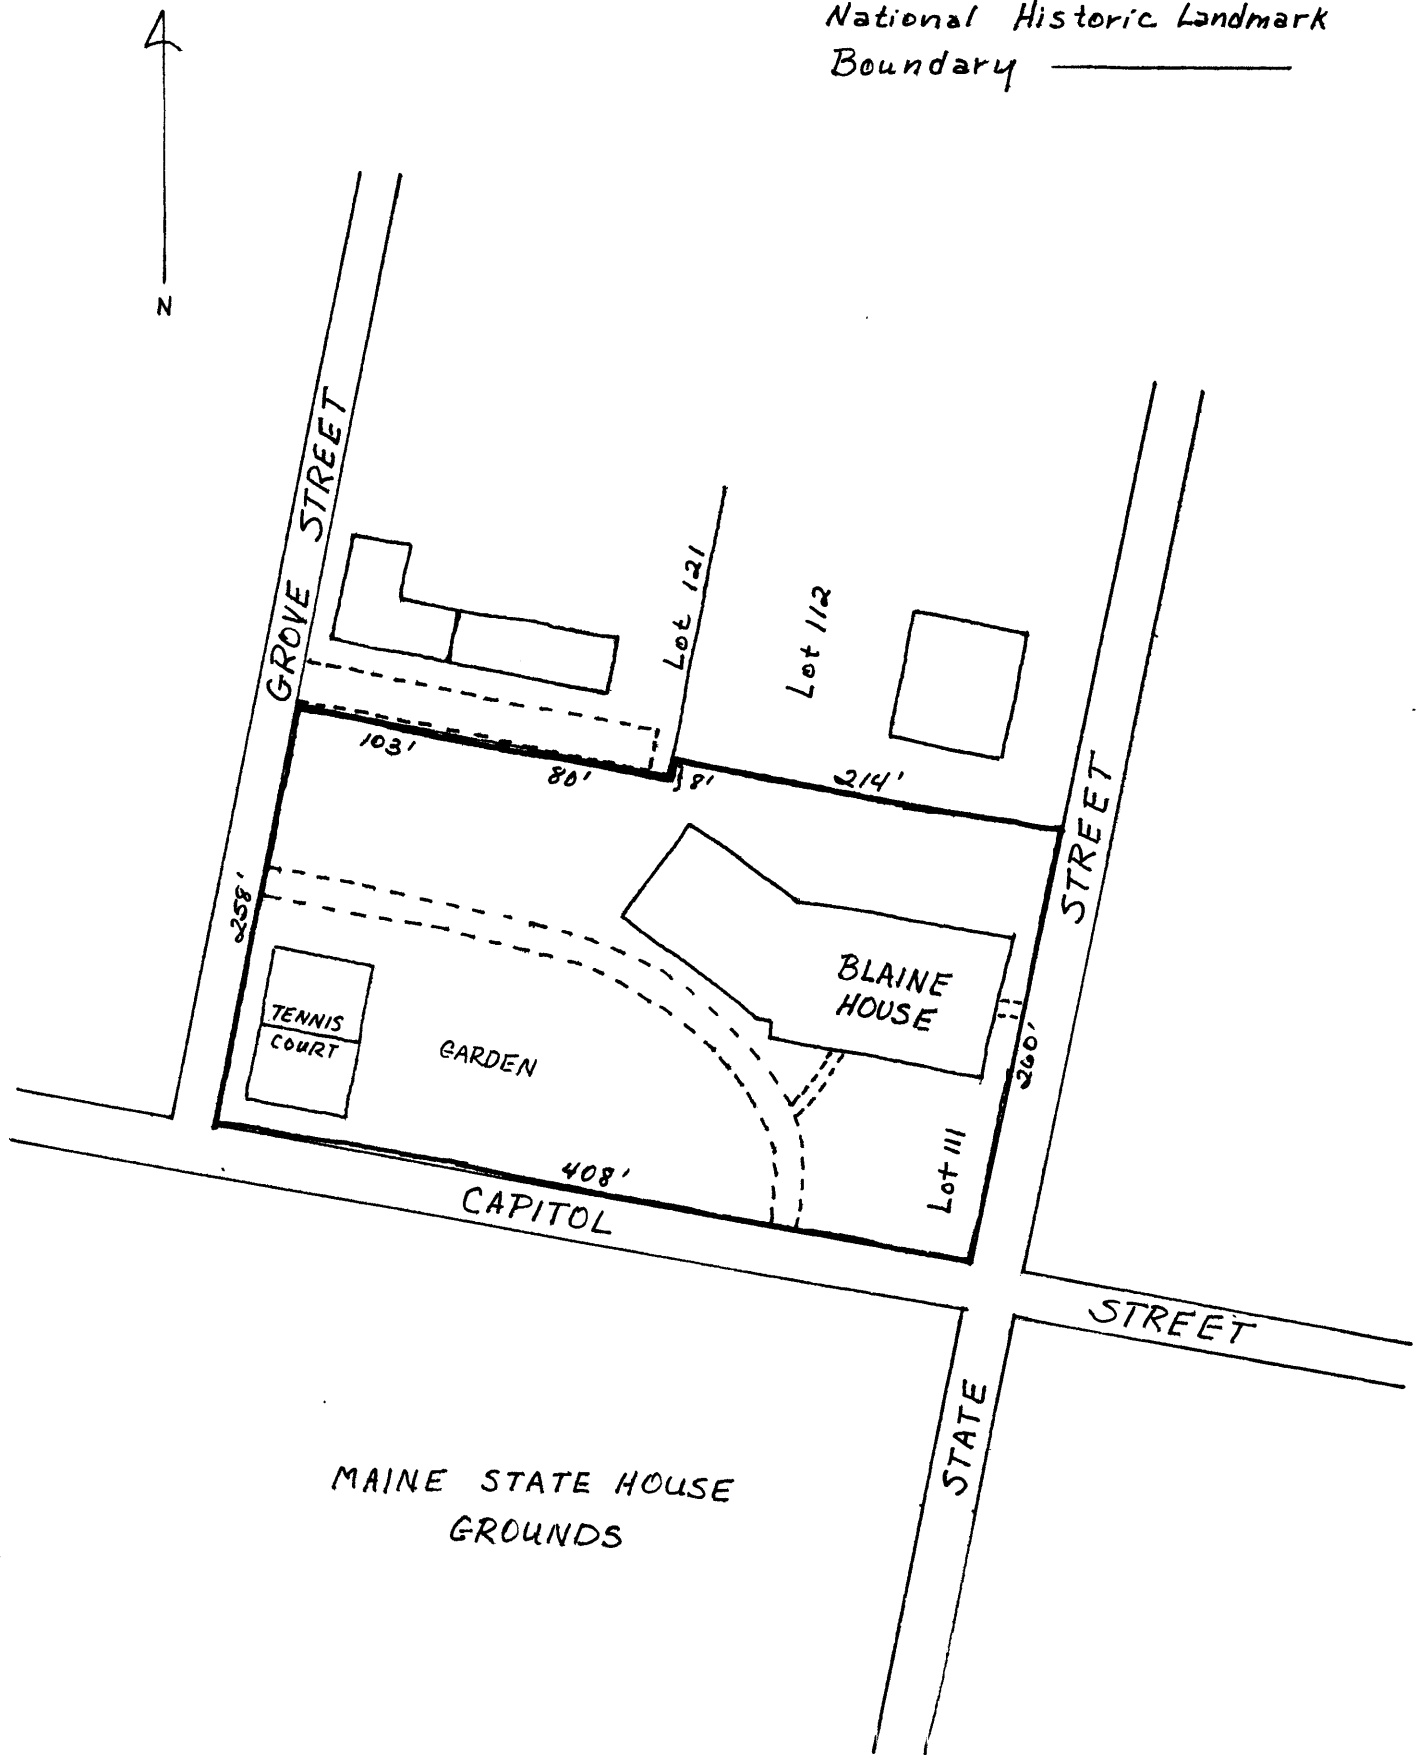 National Historic Landmark
Boundary
N
GROVE STREET
Lot 121
Lot 112
STREET
103'
80'
8'
214'
258'
BLAINE
HOUSE
TENNIS
COURT
GARDEN
260'
Lot 111
408'
CAPITOL
STREET
STATE
MAINE STATE HOUSE
GROUNDS